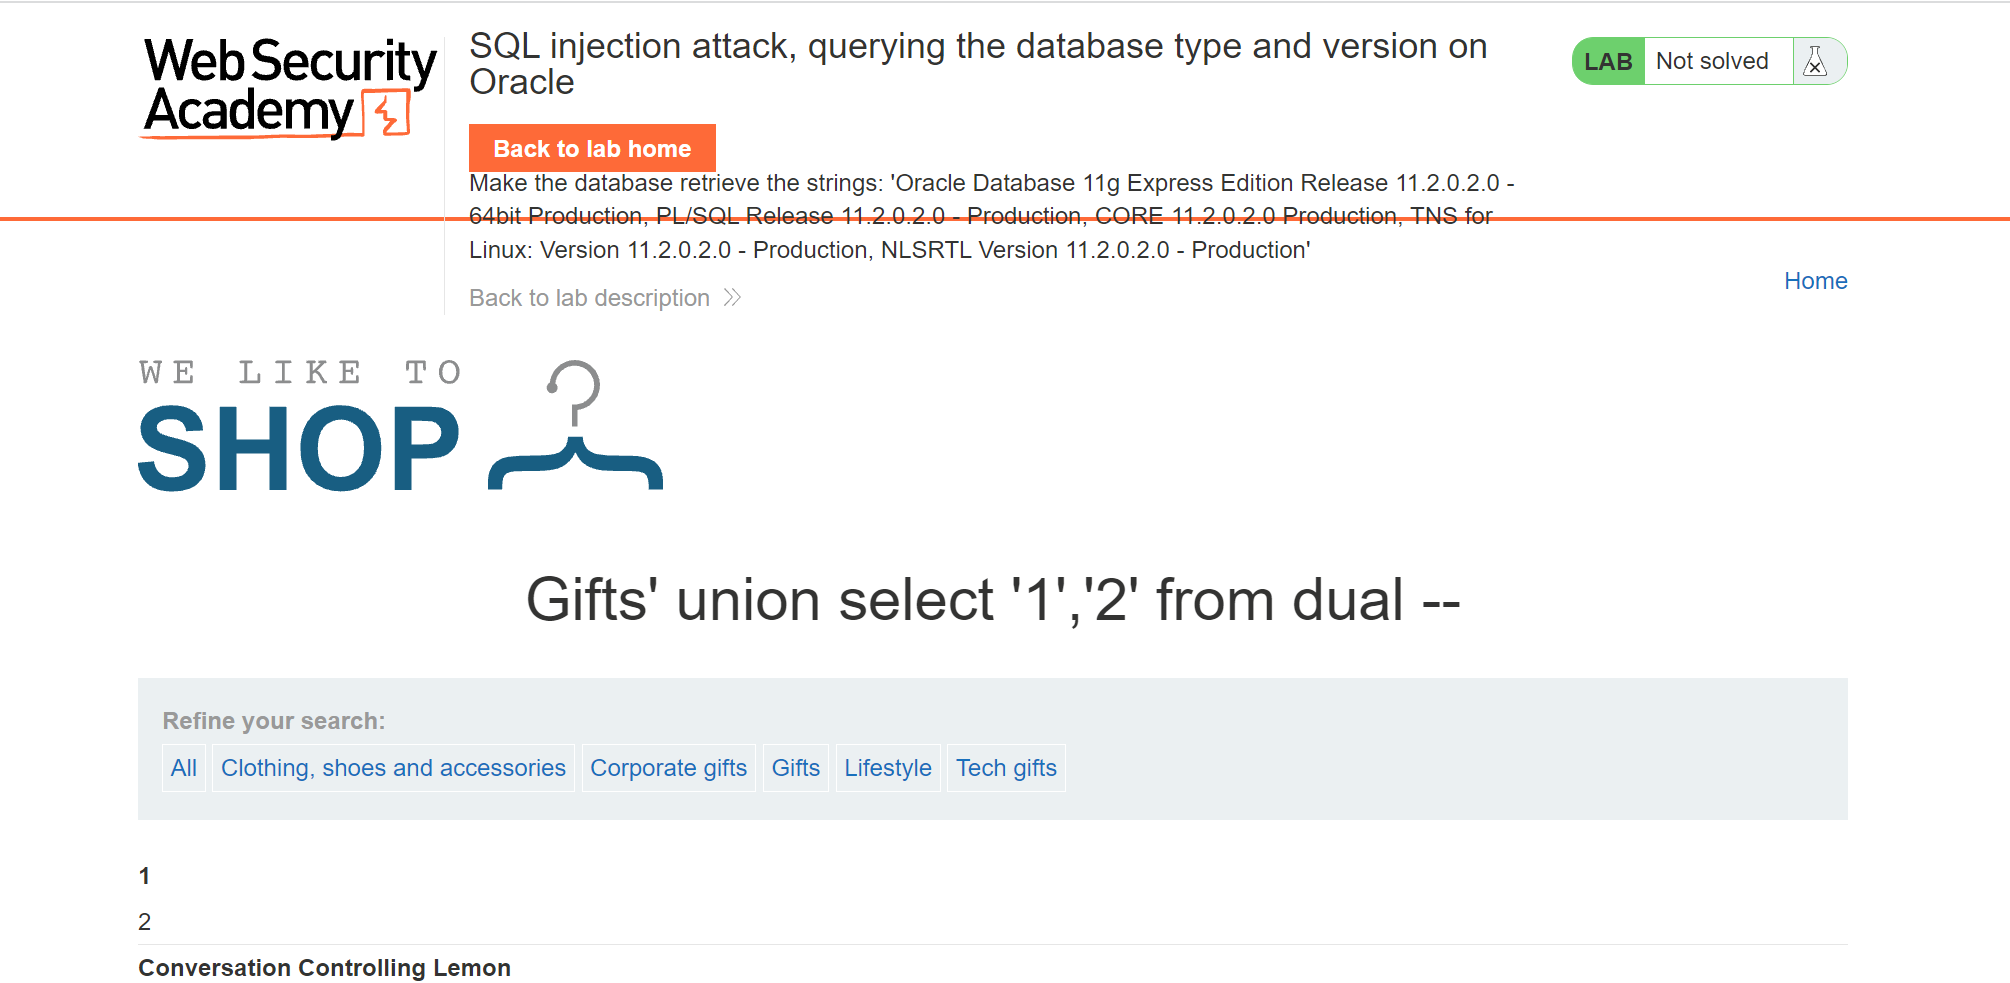 Web Security
Academy
SQL injection attack, querying the database type and version on
Oracle
LAB Not solved
Back to lab home
Make the database retrieve the strings: 'Oracle Database 11g Express Edition Release 11.2.0.2.0 -
64bit Production, PL/SQL Release 11.2.0.2.0 - Production, CORE 11.2.0.2.0 Production, TNS for
Linux: Version 11.2.0.2.0 - Production, NLSRTL Version 11.2.0.2.0 - Production'
Home
Back to lab description
WE LIKE TO
SHOP
Gifts' union select '1','2' from dual --
Refine your search:
All Clothing, shoes and accessories Corporate gifts Gifts Lifestyle Tech gifts
1
2
Conversation Controlling Lemon